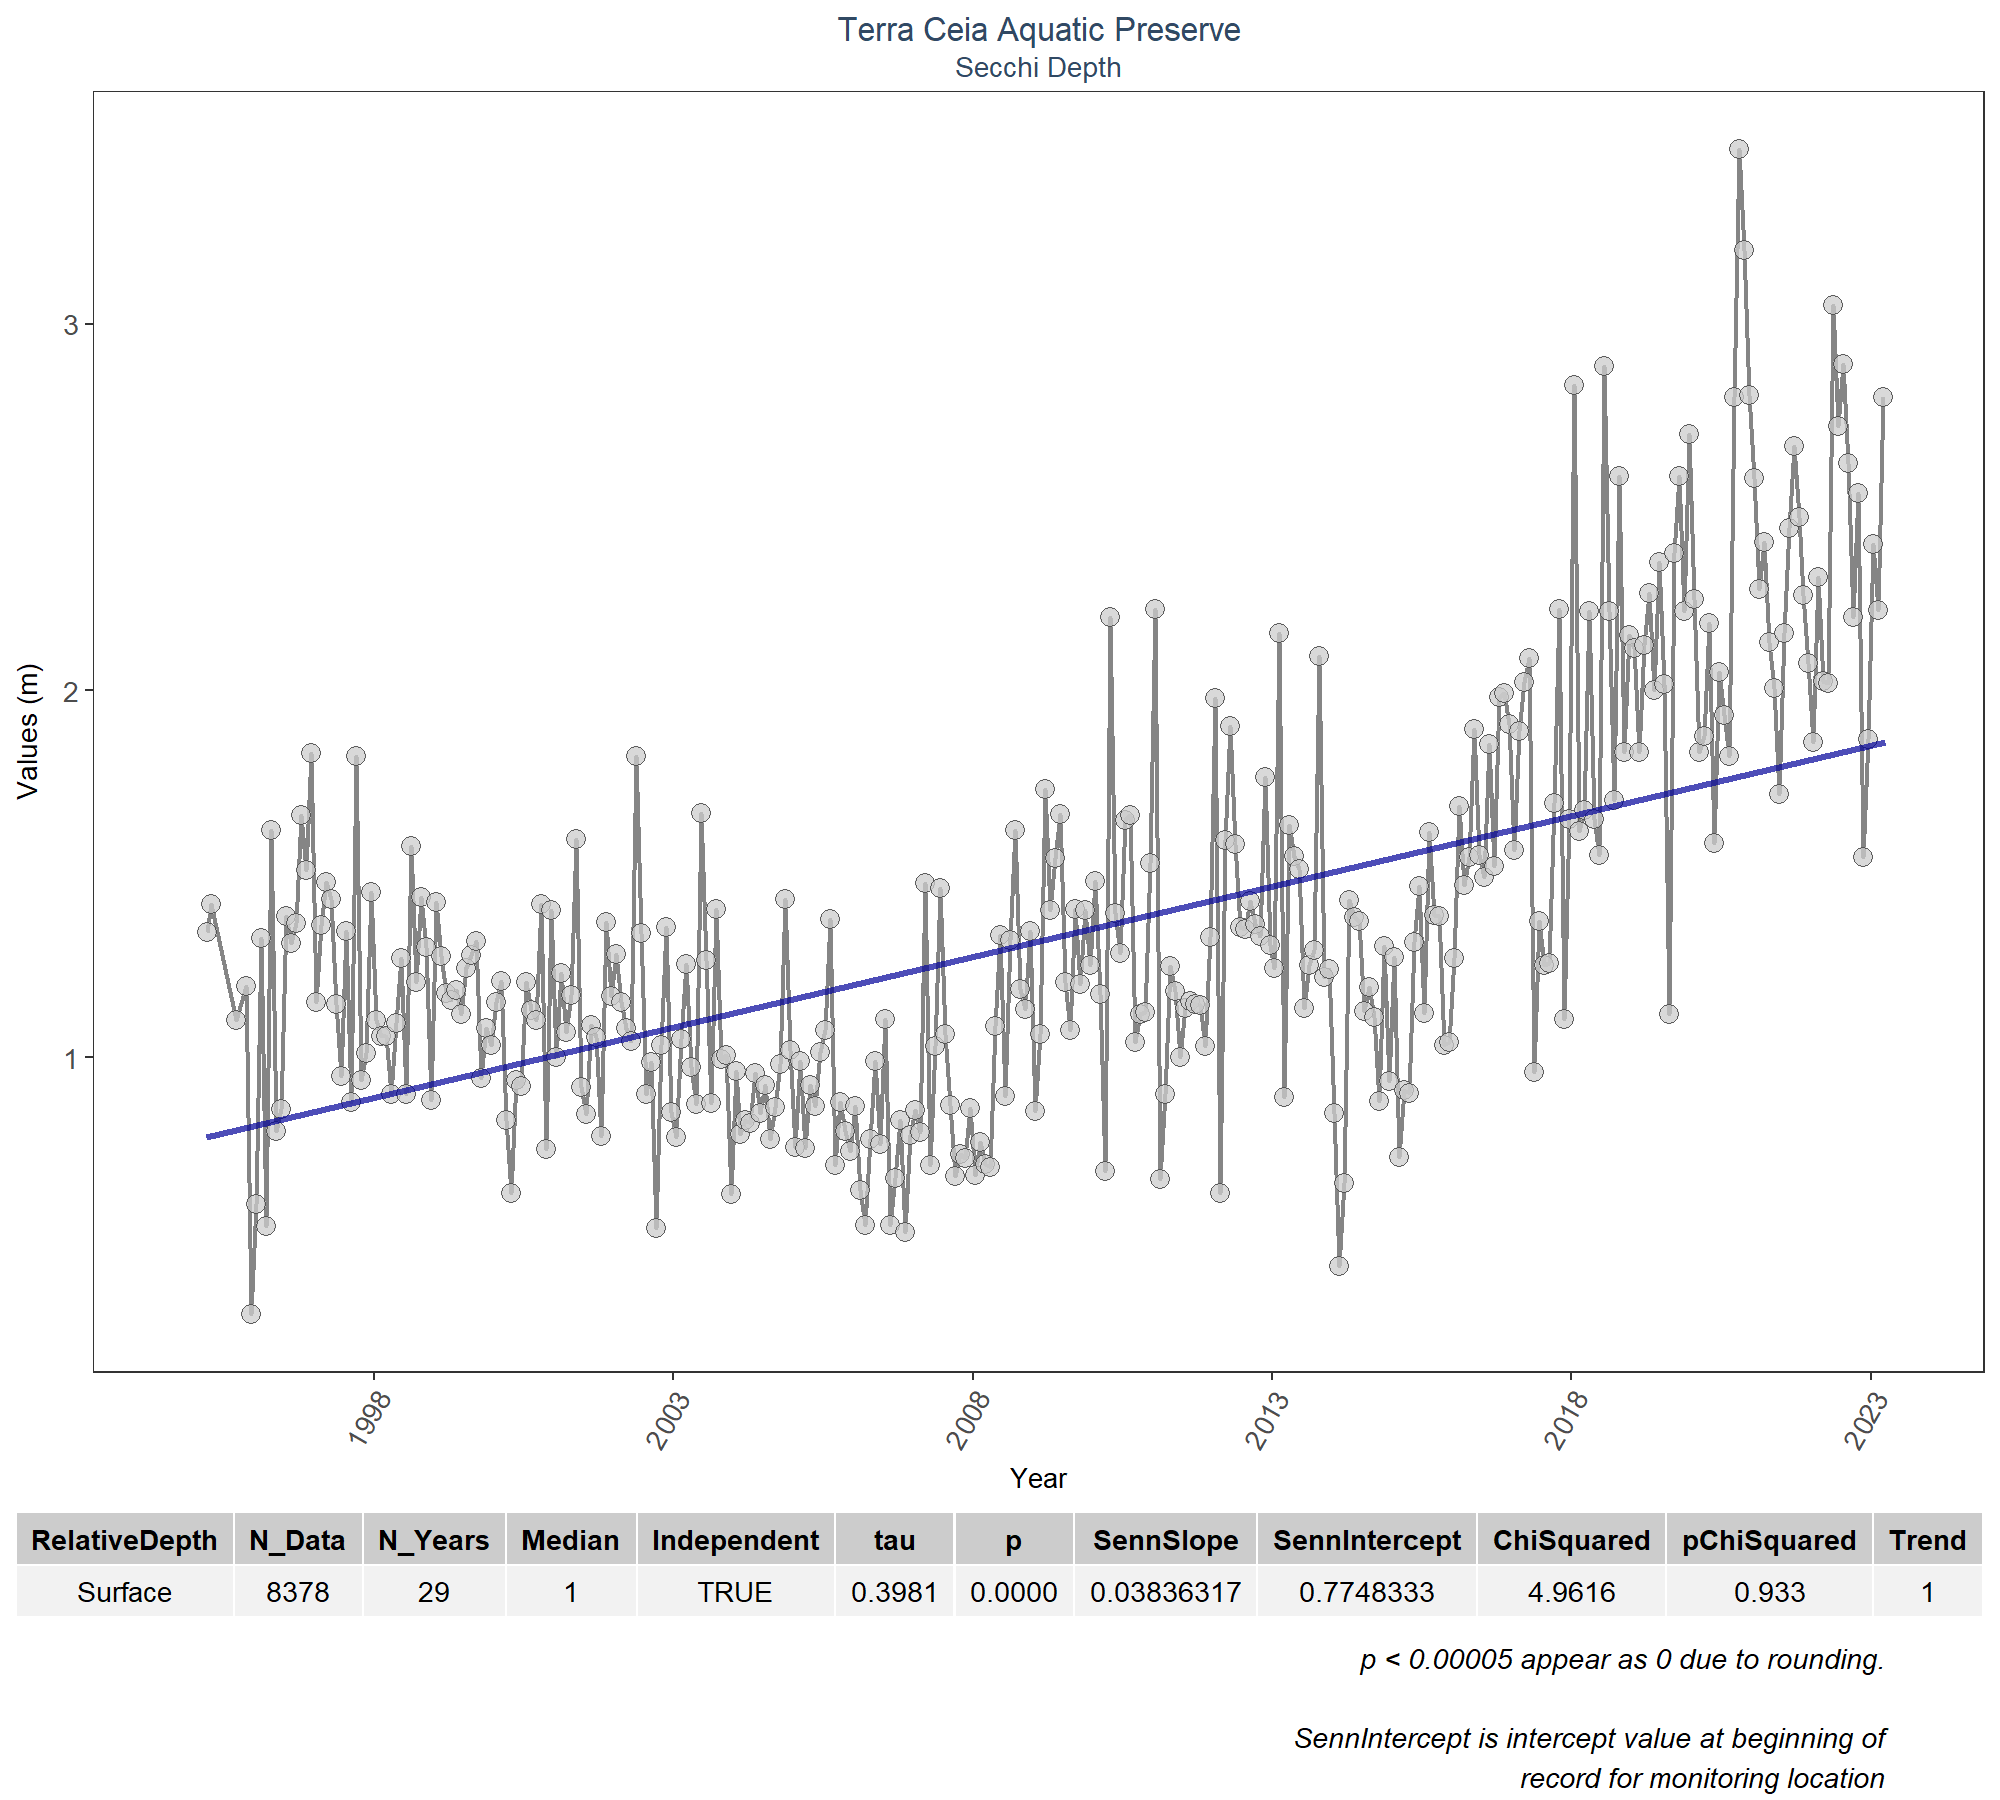 Terra Ceia Aquatic Preserve
Secchi Depth
Values (m)
3
2
1
1998
2003
2008
2013
2018
2023
Year
RelativeDepth N_Data N_Years Median Independent tau p SennSlope SennIntercept ChiSquared pChiSquared Trend
Surface 8378 29 1 TRUE 0.3981 0.0000 0.03836317 0.7748333 4.9616 0.933 1
p < 0.00005 appear as 0 due to rounding.
SennIntercept is intercept value at beginning of
record for monitoring location